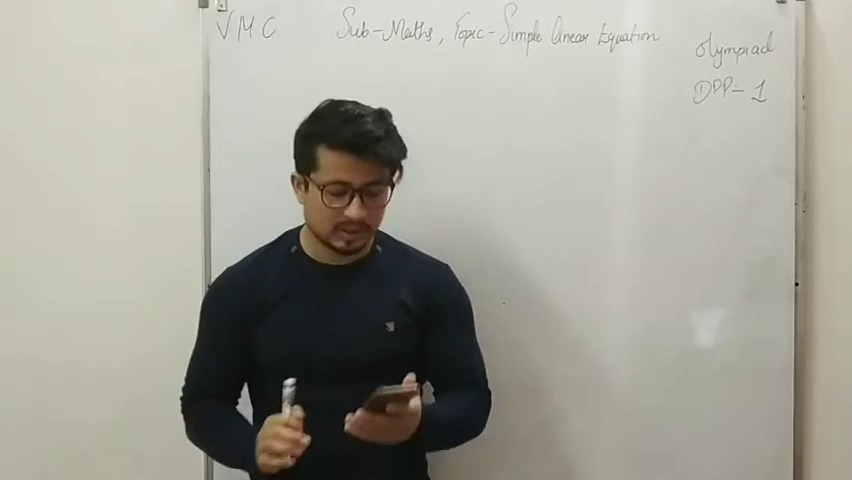 VMC
Sub-Maths, Topic - Simple linear Equation
Olympiad
DPP - 1